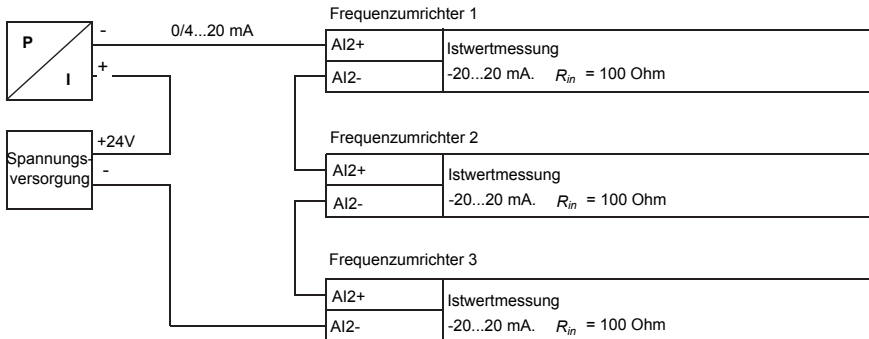 Frequenzumrichter 1
P
I
-
+
0/4...20 mA
AI2+
AI2-
Istwertmessung
-20...20 mA. Rin = 100 Ohm
Spannungs-
versorgung
+24V
-
Frequenzumrichter 2
AI2+
AI2-
Istwertmessung
-20...20 mA. Rin = 100 Ohm
Frequenzumrichter 3
AI2+
AI2-
Istwertmessung
-20...20 mA. Rin = 100 Ohm